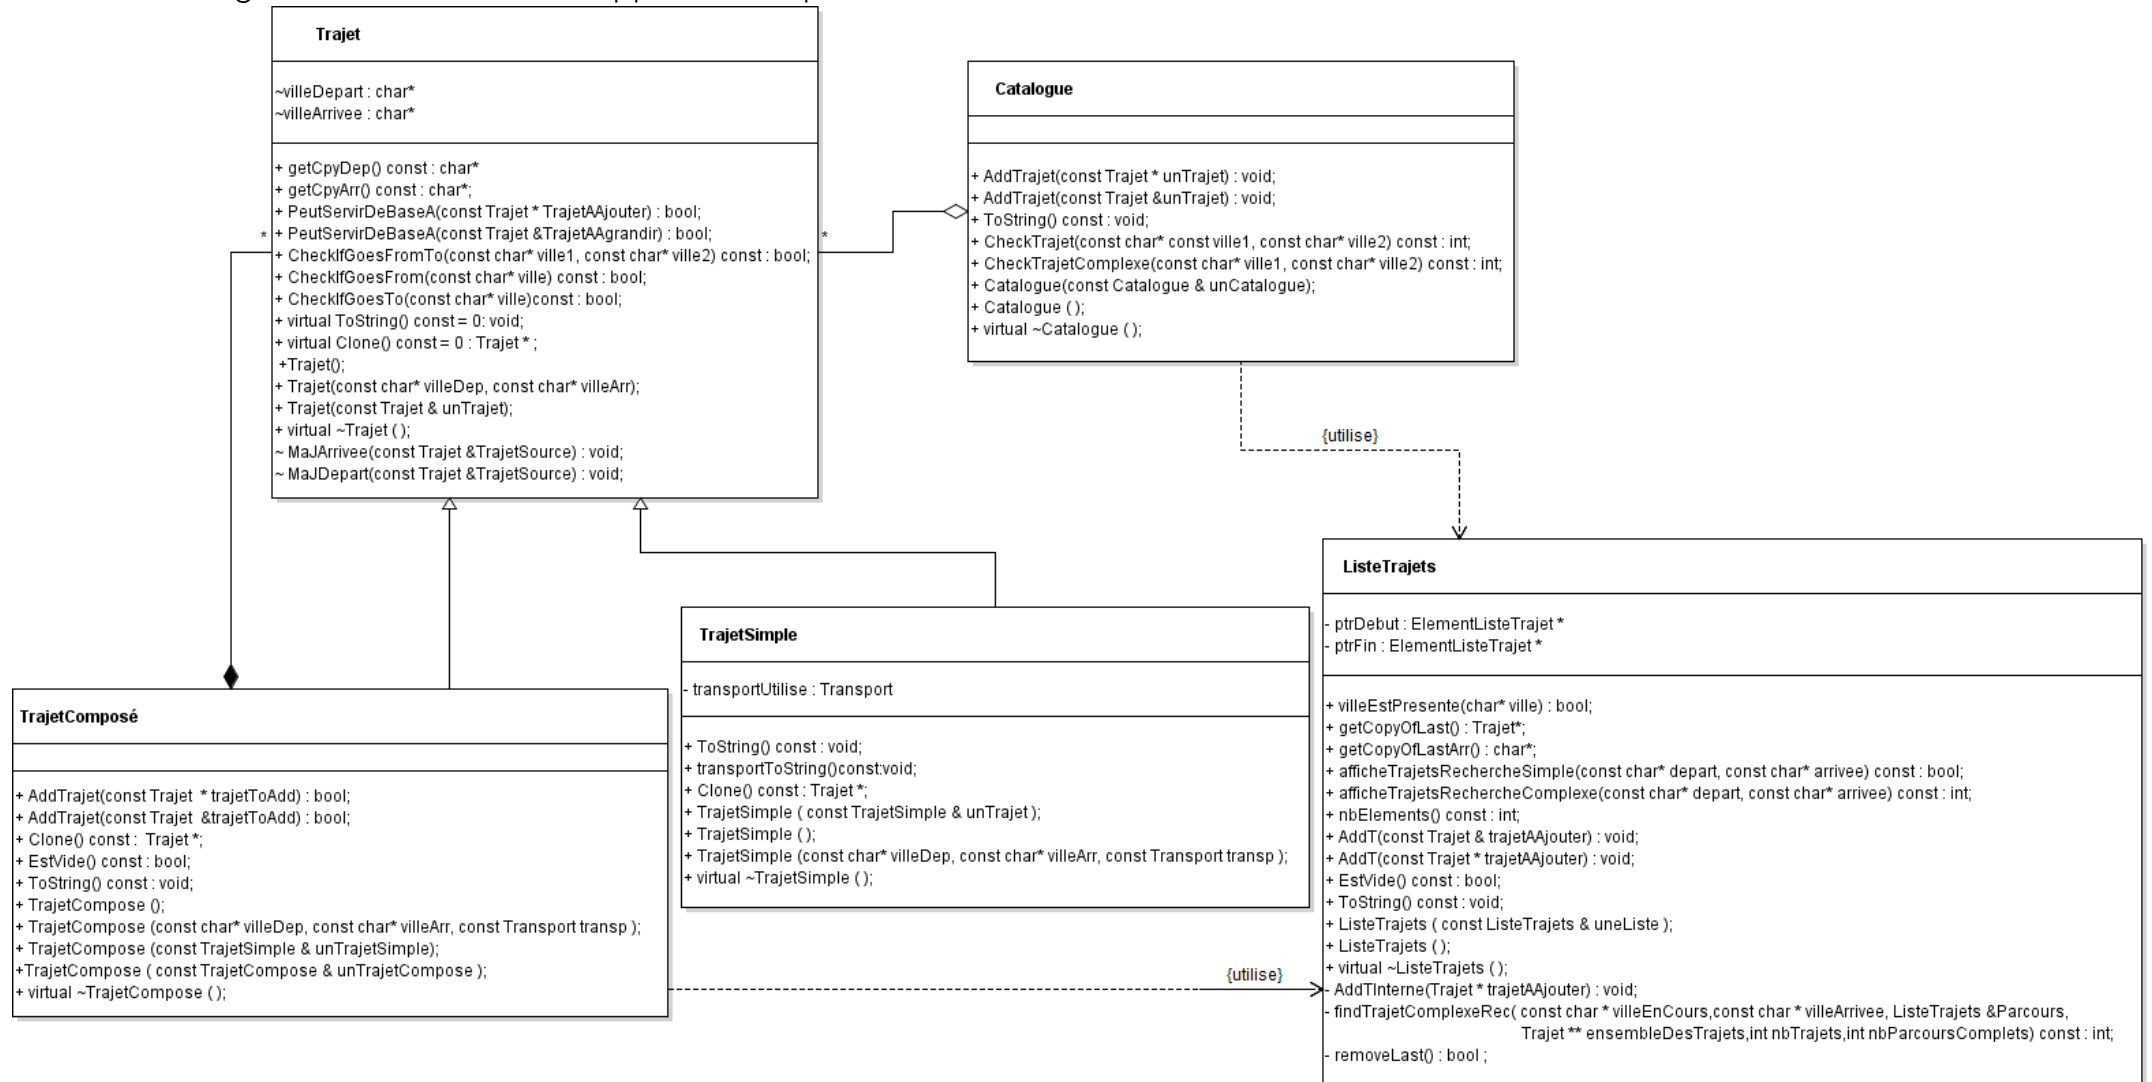 Trajet
~villeDepart : char*
~villeArrivee : char*
+ getCpyDep() const : char*
+ getCpyArr() const : char*;
+ PeutServirDeBaseA(const Trajet * TrajetAAjouter) : bool;
+ PeutServirDeBaseA(const Trajet &TrajetAAgrandir) : bool;
+ CheckIfGoesFromTo(const char* ville1, const char* ville2) const : bool;
+ CheckIfGoesFrom(const char* ville) const : bool;
+ CheckIfGoesTo(const char* ville)const : bool;
+ virtual ToString() const = 0: void;
+ virtual Clone() const = 0 : Trajet * ;
+Trajet();
+ Trajet(const char* villeDep, const char* villeArr);
+ Trajet(const Trajet & unTrajet);
+ virtual ~Trajet ( );
~ MaJArrivee(const Trajet &TrajetSource) : void;
~ MaJDepart(const Trajet &TrajetSource) : void;
*
*
Catalogue
+ AddTrajet(const Trajet * unTrajet) : void;
+ AddTrajet(const Trajet &unTrajet) : void;
+ ToString() const : void;
+ CheckTrajet(const char* const ville1, const char* ville2) const : int;
+ CheckTrajetComplexe(const char* ville1, const char* ville2) const : int;
+ Catalogue(const Catalogue & unCatalogue);
+ Catalogue ( );
+ virtual ~Catalogue ( );
{utilise}
TrajetComposé
+ AddTrajet(const Trajet * trajetToAdd) : bool;
+ AddTrajet(const Trajet &trajetToAdd) : bool;
+ Clone() const : Trajet *;
+ EstVide() const : bool;
+ ToString() const : void;
+ TrajetCompose ();
+ TrajetCompose (const char* villeDep, const char* villeArr, const Transport transp );
+ TrajetCompose (const TrajetSimple & unTrajetSimple);
+TrajetCompose ( const TrajetCompose & unTrajetCompose );
+ virtual ~TrajetCompose ( );
TrajetSimple
- transportUtilise : Transport
+ ToString() const : void;
+ transportToString()const:void;
+ Clone() const : Trajet *;
+ TrajetSimple ( const TrajetSimple & unTrajet );
+ TrajetSimple ( );
+ TrajetSimple (const char* villeDep, const char* villeArr, const Transport transp );
+ virtual ~TrajetSimple ( );
{utilise}
ListeTrajets
- ptrDebut : ElementListeTrajet *
- ptrFin : ElementListeTrajet *
+ villeEstPresente(char* ville) : bool;
+ getCopyOfLast() : Trajet*;
+ getCopyOfLastArr() : char*;
+ afficheTrajetsRechercheSimple(const char* depart, const char* arrivee) const : bool;
+ afficheTrajetsRechercheComplexe(const char* depart, const char* arrivee) const : int;
+ nbElements() const : int;
+ AddT(const Trajet & trajetAAjouter) : void;
+ AddT(const Trajet * trajetAAjouter) : void;
+ EstVide() const : bool;
+ ToString() const : void;
+ ListeTrajets ( const ListeTrajets & uneListe );
+ ListeTrajets ( );
+ virtual ~ListeTrajets ( );
- AddTInterne(Trajet * trajetAAjouter) : void;
- findTrajetComplexeRec( const char * villeEnCours,const char * villeArrivee, ListeTrajets &Parcours,
Trajet ** ensembleDesTrajets,int nbTrajets,int nbParcoursComplets) const : int;
- removeLast() : bool ;